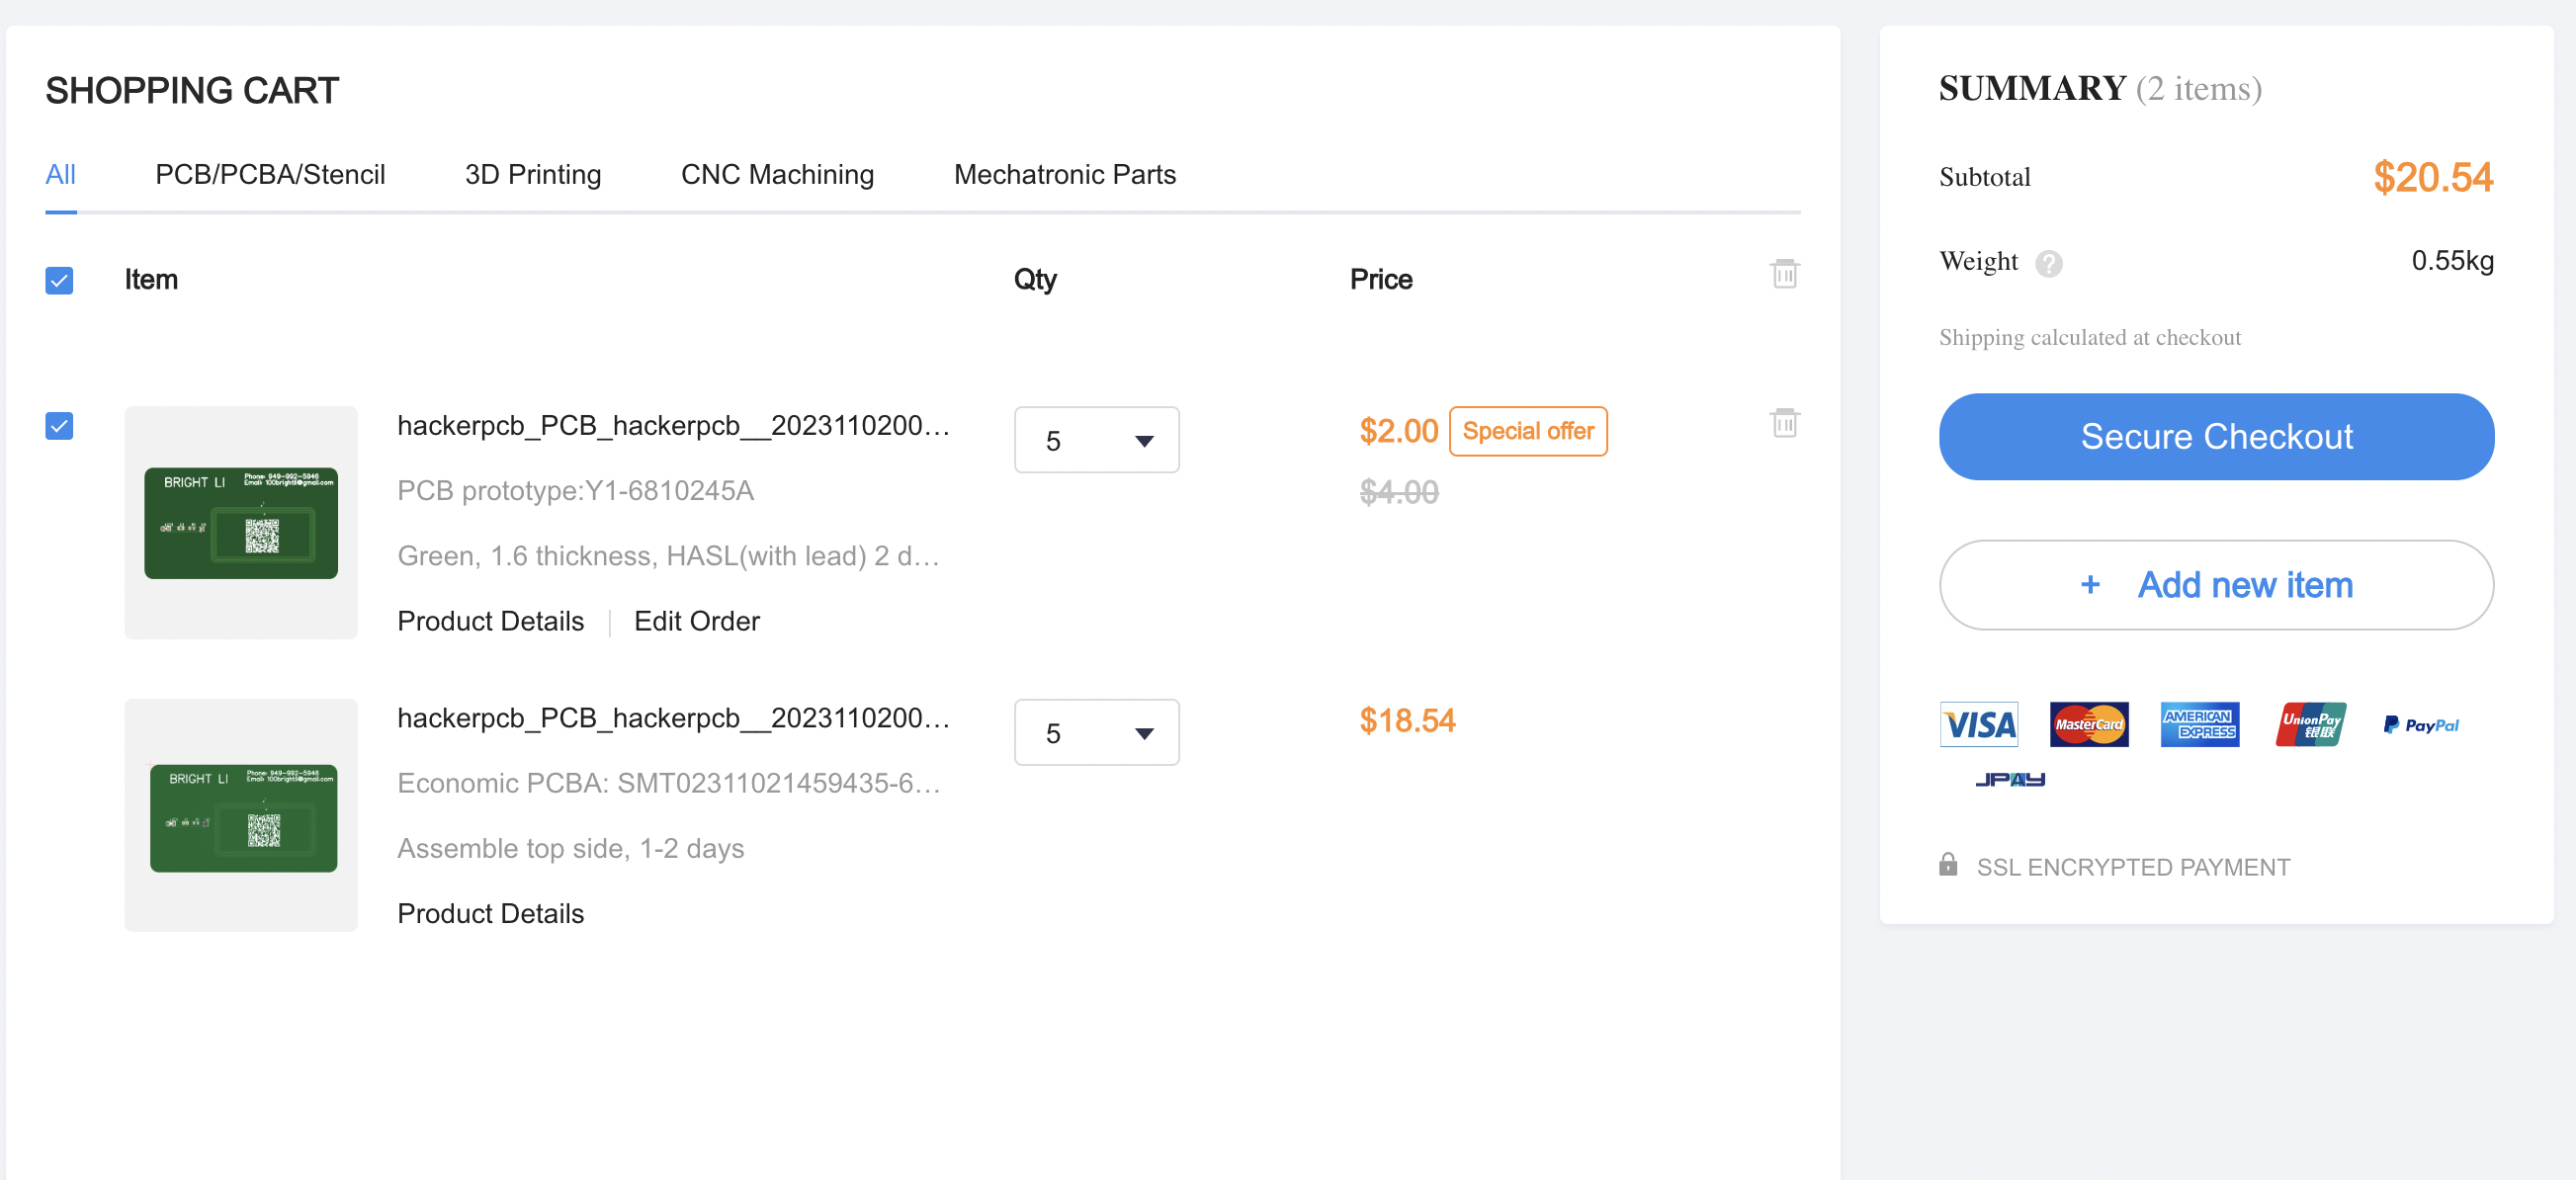 SHOPPING CART
All PCB/PCBA/Stencil 3D Printing CNC Machining Mechatronic Parts
Item Qty Price
hackerpcb_PCB_hackerpcb__2023110200…
5
$2.00 Special offer
$4.00
PCB prototype:Y1-6810245A
Green, 1.6 thickness, HASL(with lead) 2 d…
Product Details Edit Order
BRIGHT LI
Phone: 949-992-5946
Email: 100brightli@gmail.com
hackerpcb_PCB_hackerpcb__2023110200…
5
$18.54
Economic PCBA: SMT02311021459435-6…
Assemble top side, 1-2 days
Product Details
BRIGHT LI
Phone: 949-992-5946
Email: 100brightli@gmail.com
SUMMARY (2 items)
Subtotal $20.54
Weight ? 0.55kg
Shipping calculated at checkout
Secure Checkout
+ Add new item
VISA MasterCard AMERICAN EXPRESS UnionPay 银联 PayPal
JPAY
SSL ENCRYPTED PAYMENT